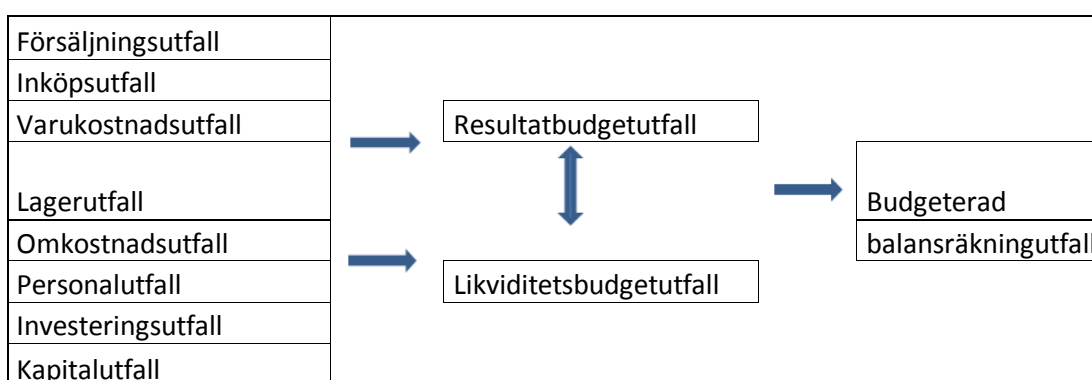 Försäljningsutfall
Inköpsutfall
Varukostnadsutfall
Lagerutfall
Omkostnadsutfall
Personalutfall
Investeringsutfall
Kapitalutfall
Resultatbudgetutfall
Likviditetsbudgetutfall
Budgeterad
balansräkningutfall